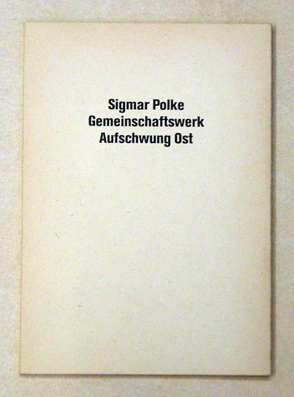 Sigmar Polke
Gemeinschaftswerk
Aufschwung Ost